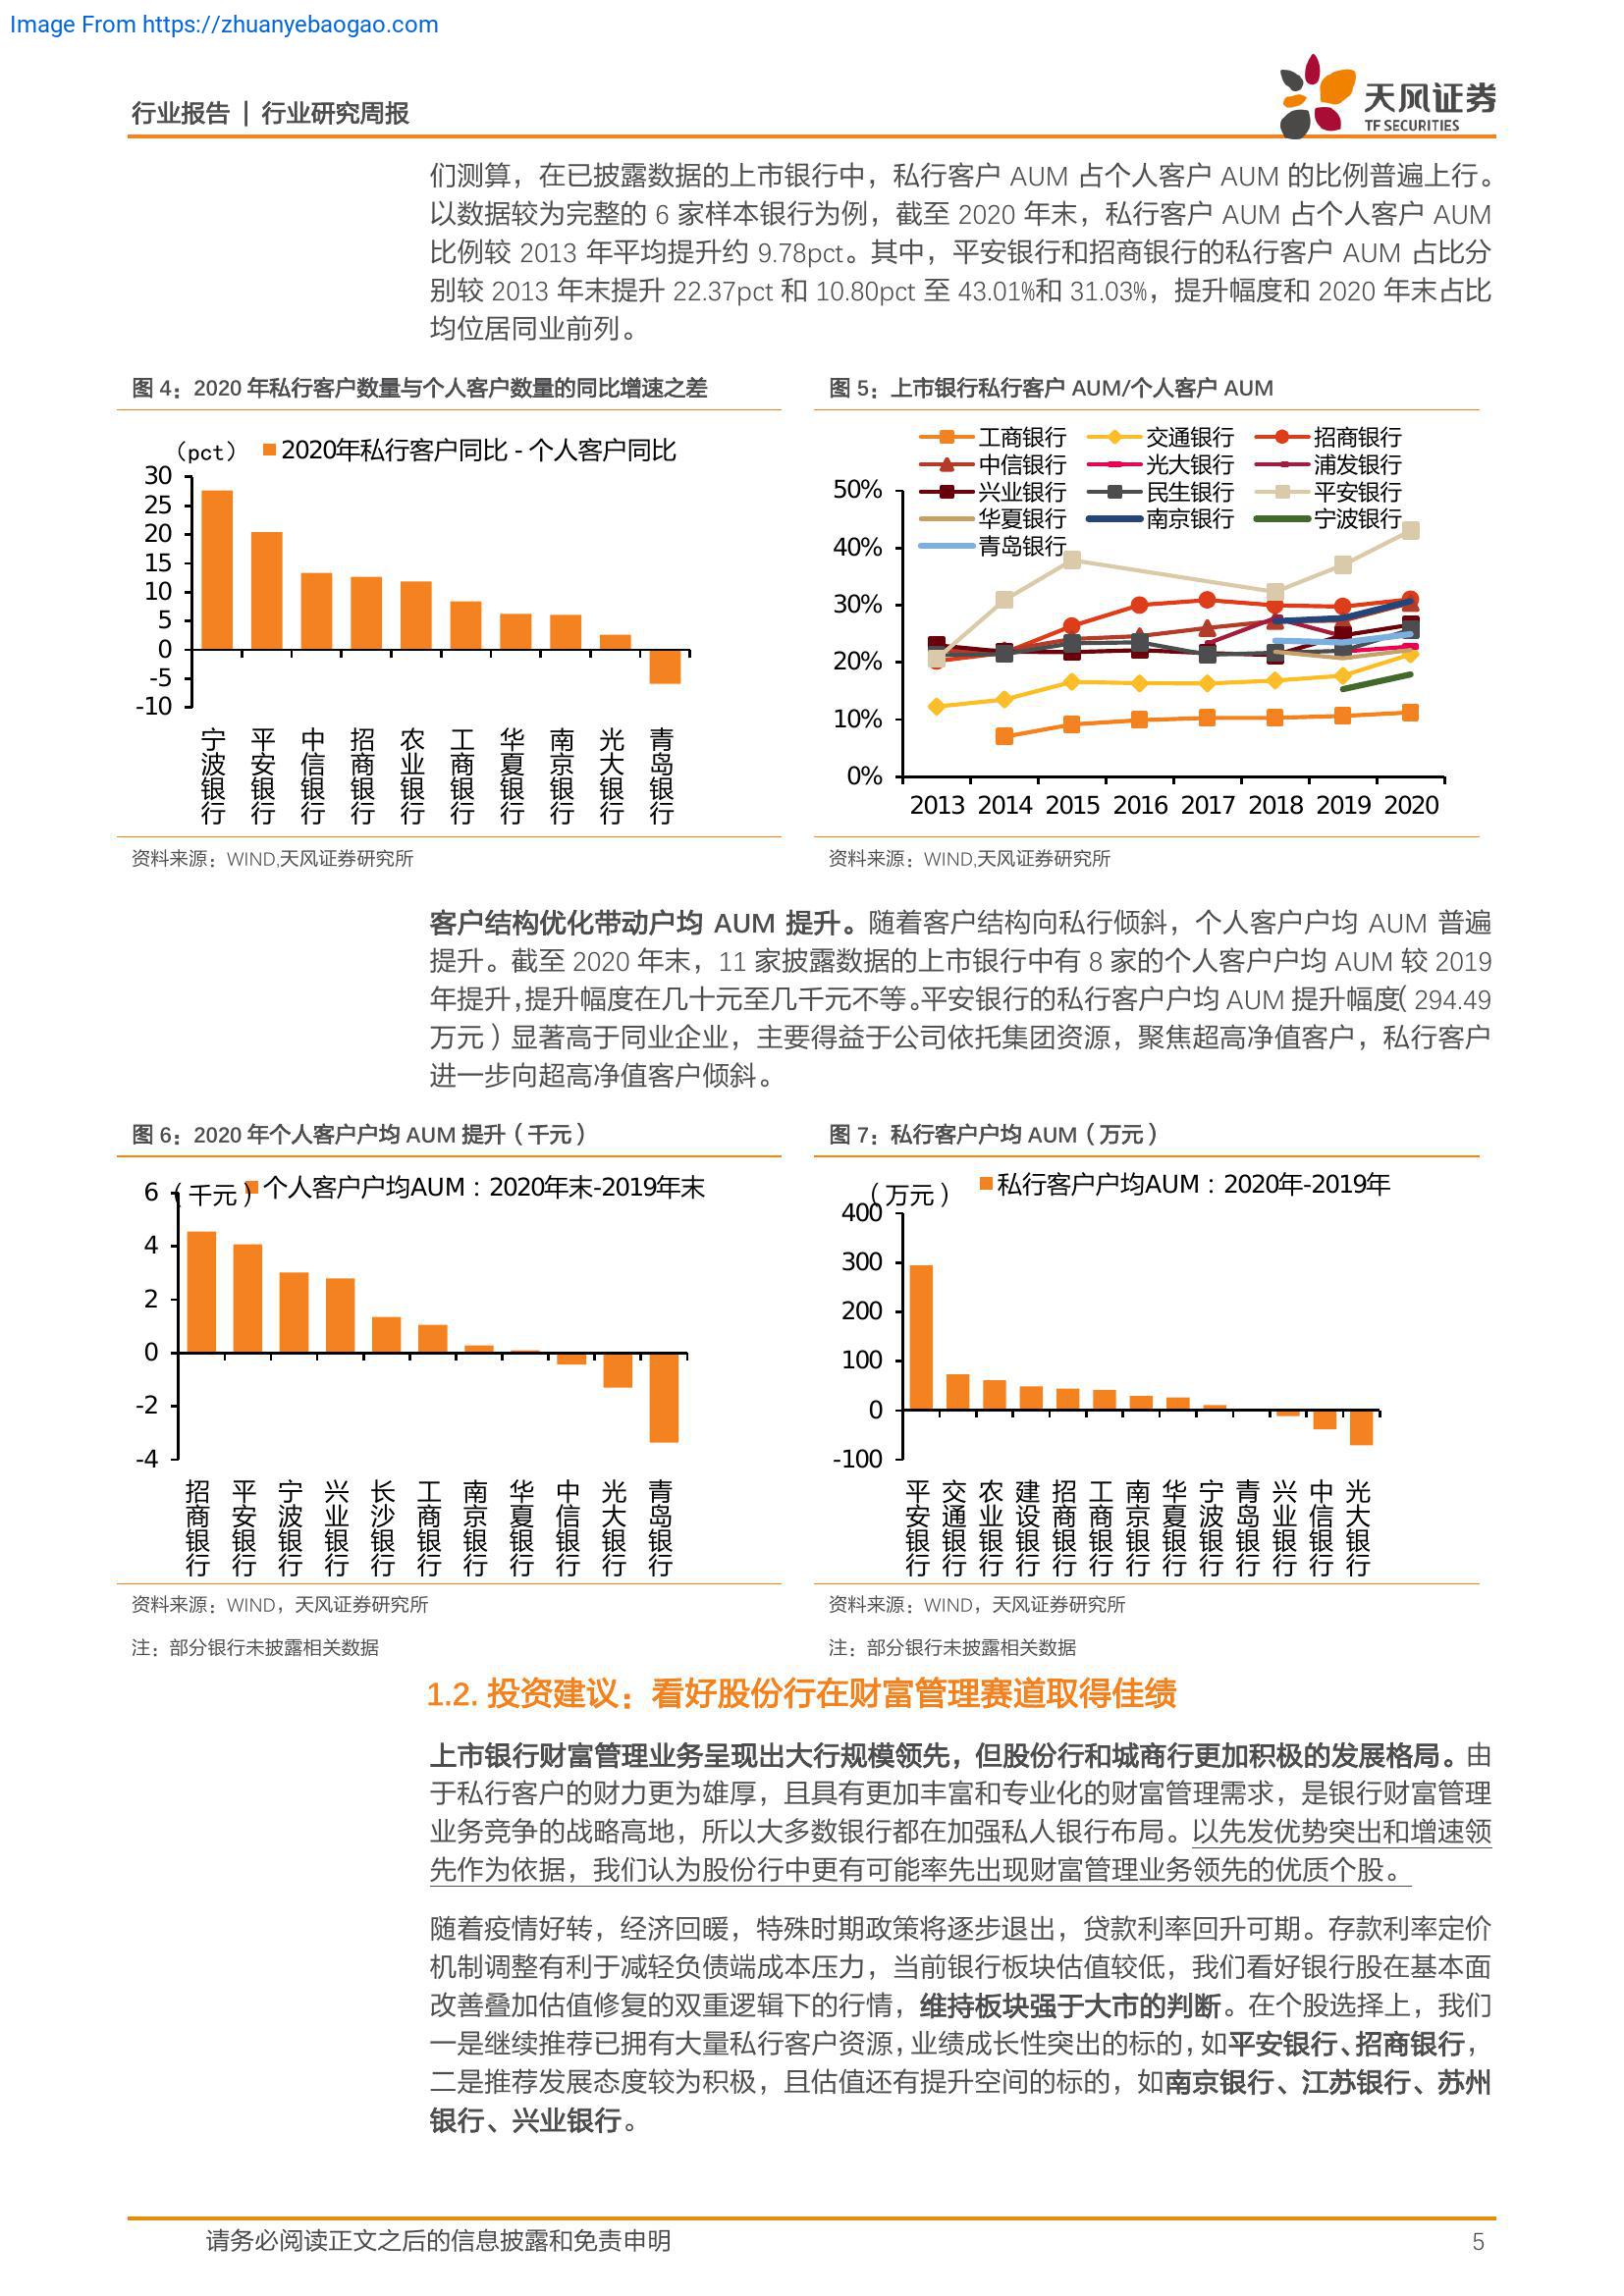 Image From https://zhuanyebaogao.com
行业报告 | 行业研究周报
天风证券
TF SECURITIES
们测算，在已披露数据的上市银行中，私行客户 AUM 占个人客户 AUM 的比例普遍上行。
以数据较为完整的 6 家样本银行为例，截至 2020 年末，私行客户 AUM 占个人客户 AUM
比例较 2013 年平均提升约 9.78pct。其中，平安银行和招商银行的私行客户 AUM 占比分
别较 2013 年末提升 22.37pct 和 10.80pct 至 43.01%和 31.03%，提升幅度和 2020 年末占比
均位居同业前列。
图 4：2020 年私行客户数量与个人客户数量的同比增速之差
（pct）
2020年私行客户同比 - 个人客户同比
30
25
20
15
10
5
0
-5
-10
宁波银行
平安银行
中信银行
招商银行
农业银行
工商银行
华夏银行
南京银行
光大银行
青岛银行
资料来源：WIND,天风证券研究所
图 5：上市银行私行客户 AUM/个人客户 AUM
工商银行 交通银行 招商银行
中信银行 光大银行 浦发银行
兴业银行 民生银行 平安银行
华夏银行 南京银行 宁波银行
青岛银行
50%
40%
30%
20%
10%
0%
2013 2014 2015 2016 2017 2018 2019 2020
资料来源：WIND,天风证券研究所
客户结构优化带动户均 AUM 提升。随着客户结构向私行倾斜，个人客户户均 AUM 普遍
提升。截至 2020 年末，11 家披露数据的上市银行中有 8 家的个人客户户均 AUM 较 2019
年提升，提升幅度在几十元至几千元不等。平安银行的私行客户户均 AUM 提升幅度（294.49
万元）显著高于同业企业，主要得益于公司依托集团资源，聚焦超高净值客户，私行客户
进一步向超高净值客户倾斜。
图 6：2020 年个人客户户均 AUM 提升（千元）
（千元）
个人客户户均AUM：2020年末-2019年末
6
4
2
0
-2
-4
招商银行
平安银行
宁波银行
兴业银行
长沙银行
工商银行
南京银行
华夏银行
中信银行
光大银行
青岛银行
资料来源：WIND，天风证券研究所
注：部分银行未披露相关数据
图 7：私行客户户均 AUM（万元）
（万元）
私行客户户均AUM：2020年-2019年
400
300
200
100
0
-100
平安银行
交通银行
农业银行
建设银行
招商银行
工商银行
南京银行
华夏银行
宁波银行
青岛银行
兴业银行
中信银行
光大银行
资料来源：WIND，天风证券研究所
注：部分银行未披露相关数据
1.2. 投资建议：看好股份行在财富管理赛道取得佳绩
上市银行财富管理业务呈现出大行规模领先，但股份行和城商行更加积极的发展格局。由
于私行客户的财力更为雄厚，且具有更加丰富和专业化的财富管理需求，是银行财富管理
业务竞争的战略高地，所以大多数银行都在加强私人银行布局。以先发优势突出和增速领
先作为依据，我们认为股份行中更有可能率先出现财富管理业务领先的优质个股。
随着疫情好转，经济回暖，特殊时期政策将逐步退出，贷款利率回升可期。存款利率定价
机制调整有利于减轻负债端成本压力，当前银行板块估值较低，我们看好银行股在基本面
改善叠加估值修复的双重逻辑下的行情，维持板块强于大市的判断。在个股选择上，我们
一是继续推荐已拥有大量私行客户资源，业绩成长性突出的标的，如平安银行、招商银行，
二是推荐发展态度较为积极，且估值还有提升空间的标的，如南京银行、江苏银行、苏州
银行、兴业银行。
请务必阅读正文之后的信息披露和免责申明
5